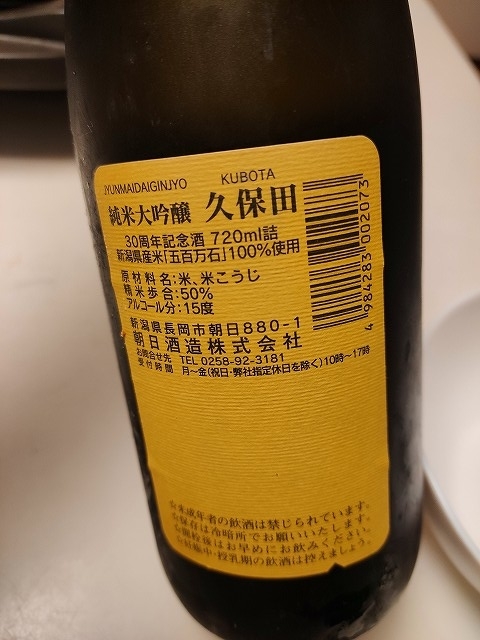 JYUNMAIDAIGINJYO KUBOTA
純米大吟醸 久保田
30周年記念酒 720ml詰
新潟県産米「五百万石」100%使用
原材料名:米、米こうじ
精米歩合:50%
アルコール分:15度
新潟県長岡市朝日880-1
朝日酒造株式会社
お問合せ先 TEL 0258-92-3181
受付時間 月~金(祝日・弊社指定休日を除く)10時~17時
4 984283 002073
☆未成年者の飲酒は禁じられています。
☆保存は冷暗所でお願いいたします。
☆開栓後はお早めにお飲みください。
☆妊娠中・授乳期の飲酒は控えましょう。